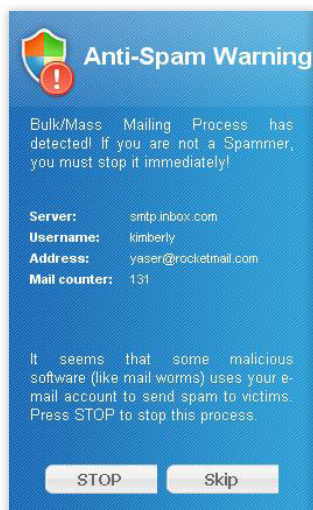 Anti-Spam Warning
Bulk/Mass Mailing Process has
detected! If you are not a Spammer,
you must stop it immediately!
Server: smtp.inbox.com
Username: kimberly
Address: yaser@rocketmail.com
Mail counter: 131
It seems that some malicious
software (like mail worms) uses your e-
mail account to send spam to victims.
Press STOP to stop this process.
STOP Skip